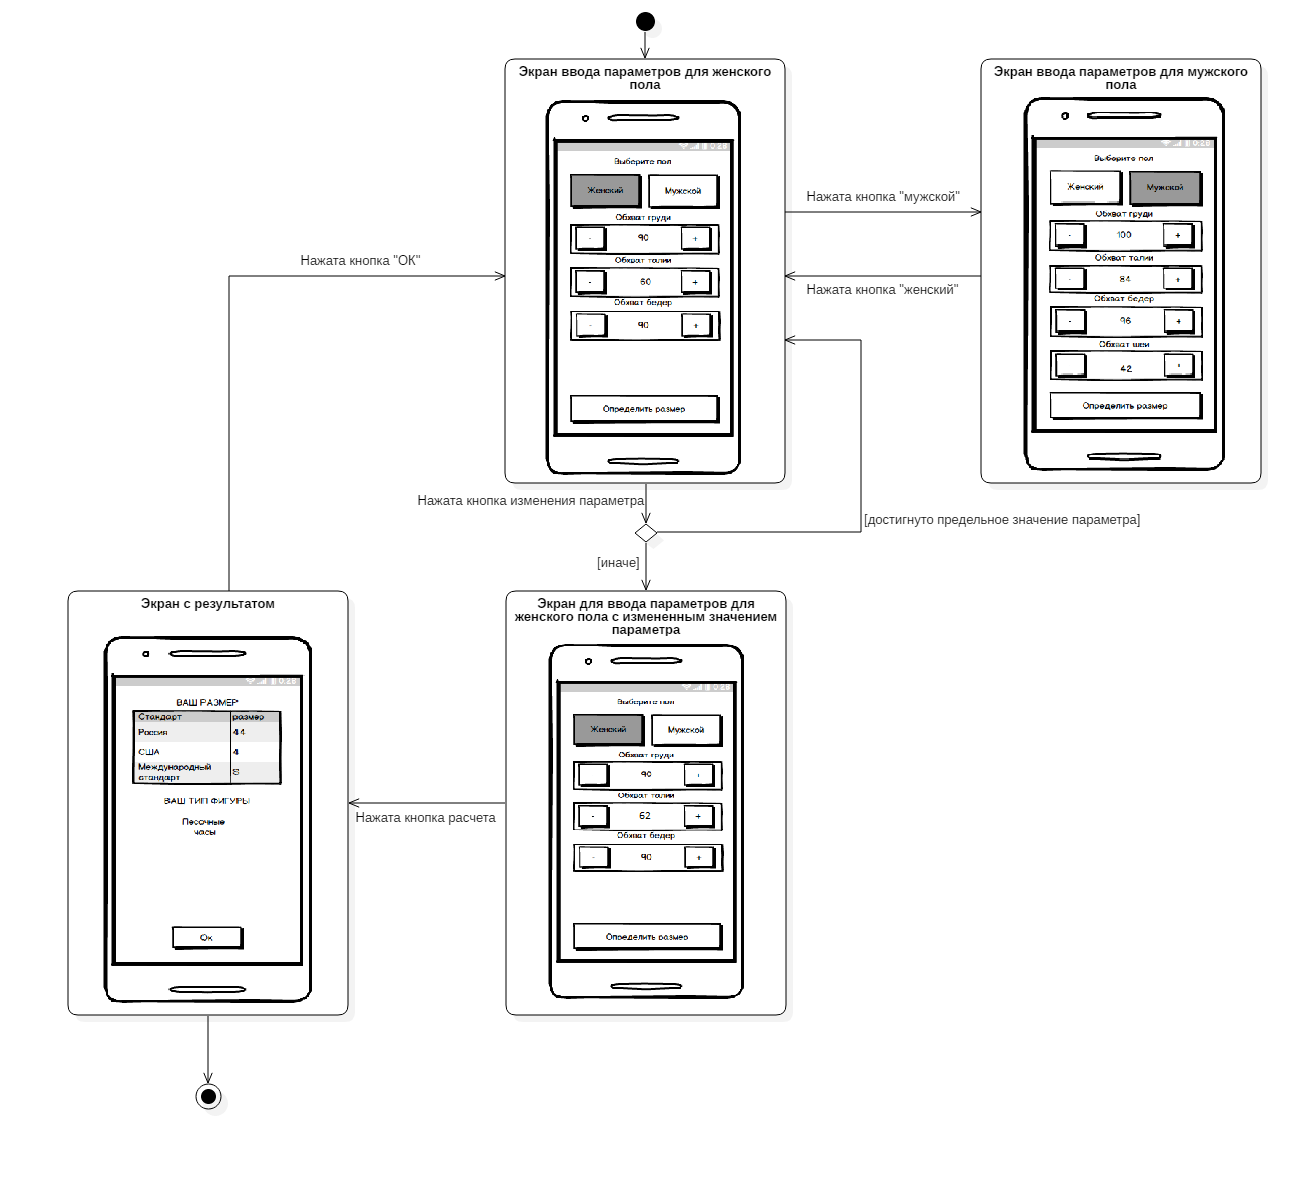 Экран ввода параметров для женского
пола
0:28
Выберите пол
Женский
Мужской
Обхват груди
-
90
+
Обхват талии
-
60
+
Обхват бедер
-
90
+
Определить размер
Экран ввода параметров для мужского
пола
0:28
Выберите пол
Женский
Мужской
Обхват груди
-
100
+
Обхват талии
-
84
+
Обхват бедер
-
96
+
Обхват шеи
42
+
Определить размер
Нажата кнопка "мужской"
Нажата кнопка "женский"
Нажата кнопка "ОК"
Нажата кнопка изменения параметра
[достигнуто предельное значение параметра]
[иначе]
Экран с результатом
0:28
ВАШ РАЗМЕР
Стандарт размер
Россия 44
США 4
Международный
стандарт S
ВАШ ТИП ФИГУРЫ
Песочные
часы
Ок
Нажата кнопка расчета
Экран для ввода параметров для
женского пола с измененным значением
параметра
0:28
Выберите пол
Женский
Мужской
Обхват груди
90
+
Обхват талии
-
62
+
Обхват бедер
-
90
+
Определить размер